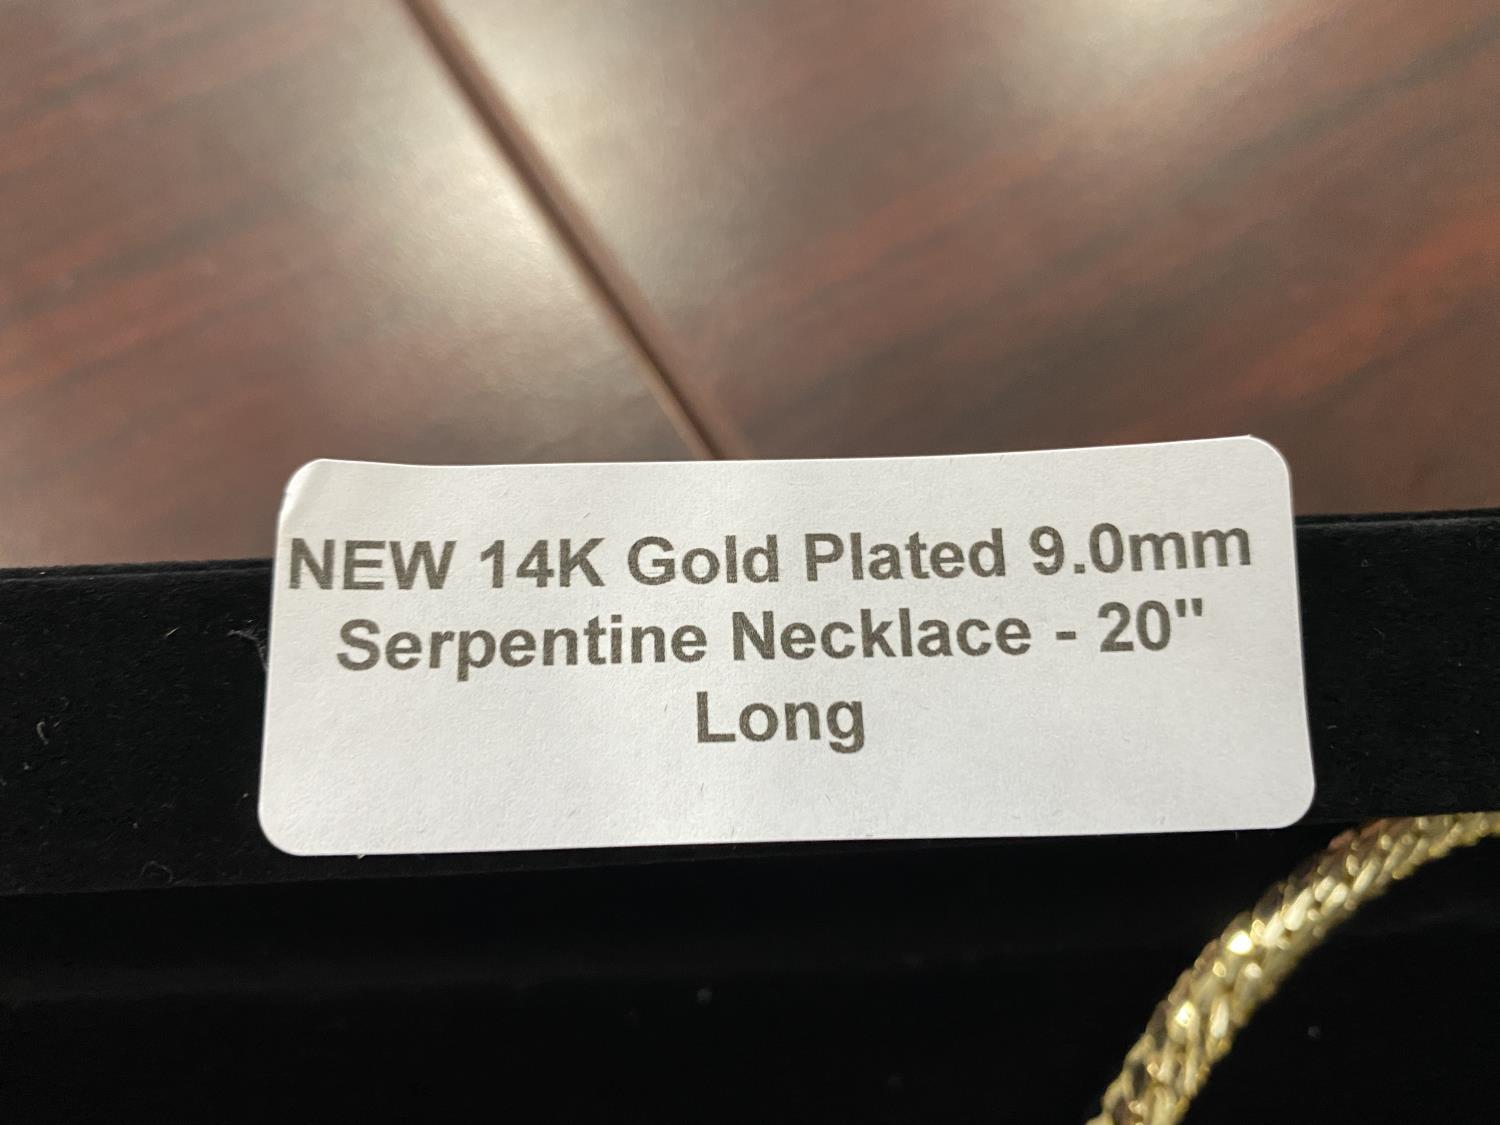 NEW 14K Gold Plated 9.0mm
Serpentine Necklace - 20"
Long